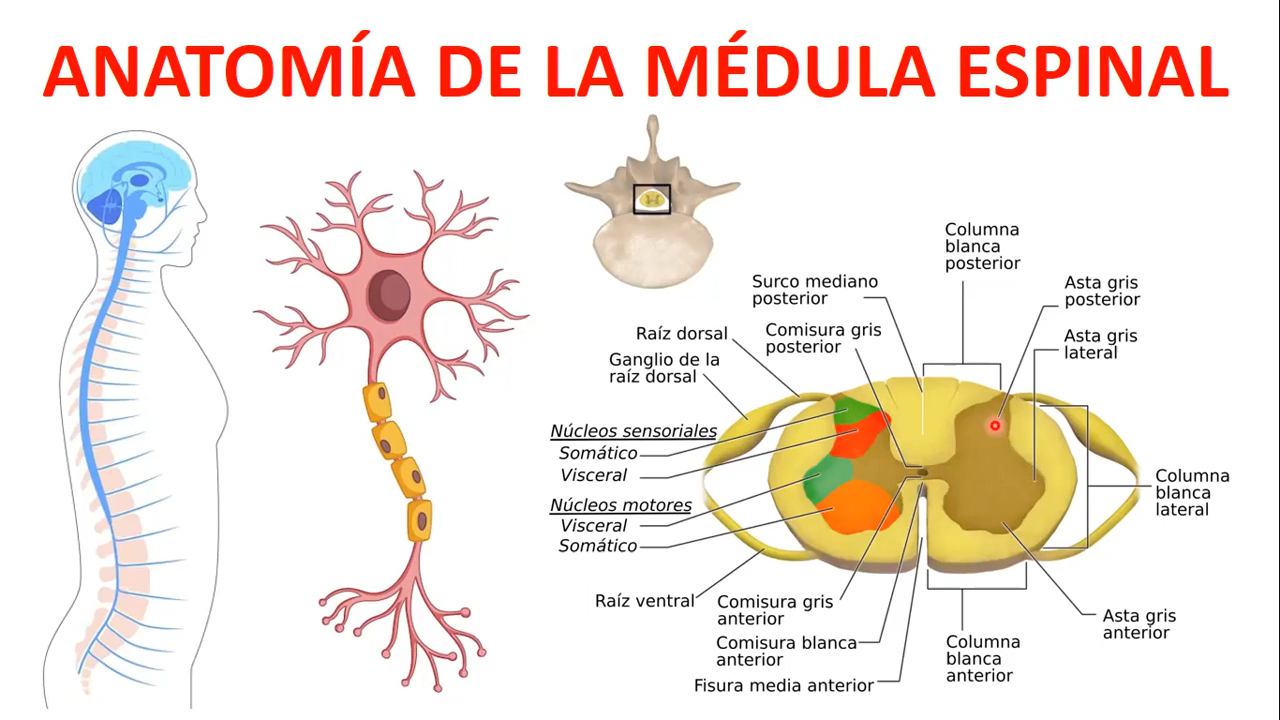 ANATOMÍA DE LA MÉDULA ESPINAL
Columna
blanca
posterior
Surco mediano
posterior
Asta gris
posterior
Comisura gris
posterior
Raíz dorsal
Asta gris
lateral
Ganglio de la
raíz dorsal
Núcleos sensoriales
Somático
Visceral
Núcleos motores
Visceral
Somático
Columna
blanca
lateral
Raíz ventral
Comisura gris
anterior
Comisura blanca
anterior
Fisura media anterior
Columna
blanca
anterior
Asta gris
anterior